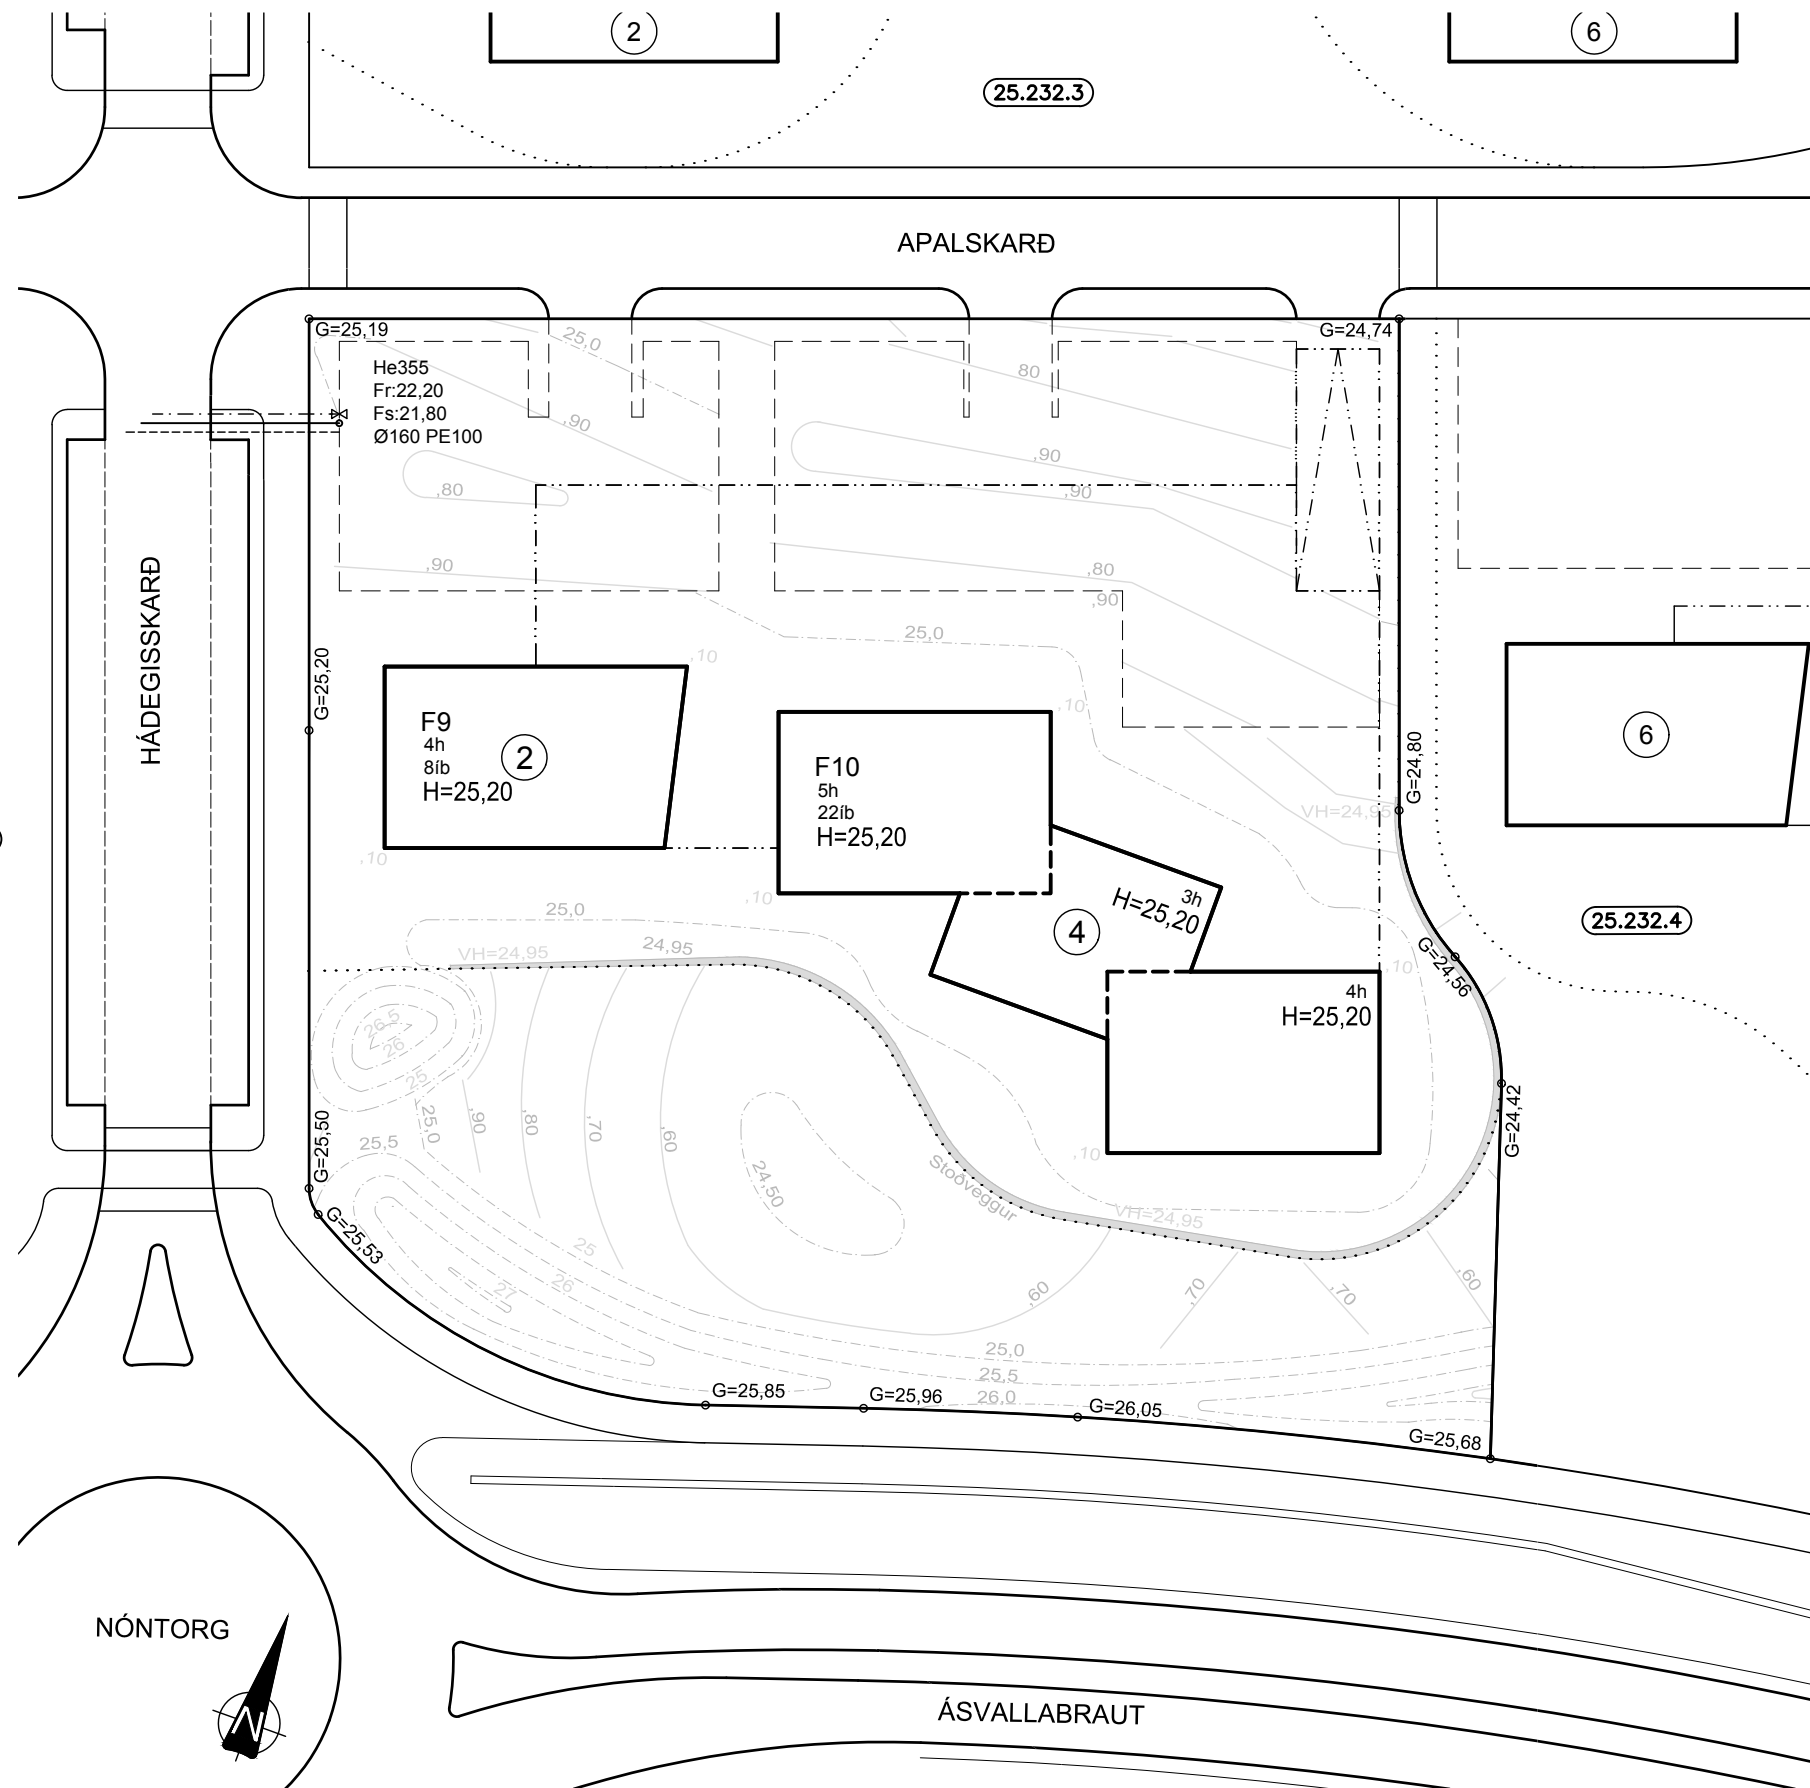 2
6
25.232.3
APALSKARÐ
G=25,19
25,0
G=24,74
He355
Fr:22,20
Fs:21,80
Ø160 PE100
80
,90
,90
,80
,90
,90
,80
,90
25,0
HÁDEGISSKARÐ
G=25,20
,10
,10
F9
4h
8íb
H=25,20
2
F10
5h
22íb
H=25,20
G=24,80
VH=24,95
6
,10
,10
3h
H=25,20
4
25,0
VH=24,95
24,95
25.232.4
G=24,56
,10
4h
H=25,20
26,5
26
25
25,0
,90
,80
,70
,60
24,50
G=25,50
25,5
,10
G=24,42
Stoðveggur
VH=24,95
G=25,53
25
26
27
,60
,70
,70
,60
25,0
25,5
26,0
G=25,85
G=25,96
G=26,05
G=25,68
NÓNTORG
N
ÁSVALLABRAUT